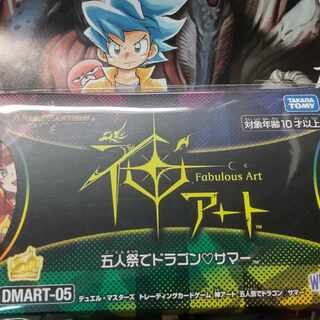 TAKARA TOMY
対象年齢10才以上
神アート
Fabulous Art
五人祭でドラゴン♡サマー™
DMART-05
デュエル・マスターズ トレーディングカードゲーム 神アート 五人祭でドラゴン サマー
W